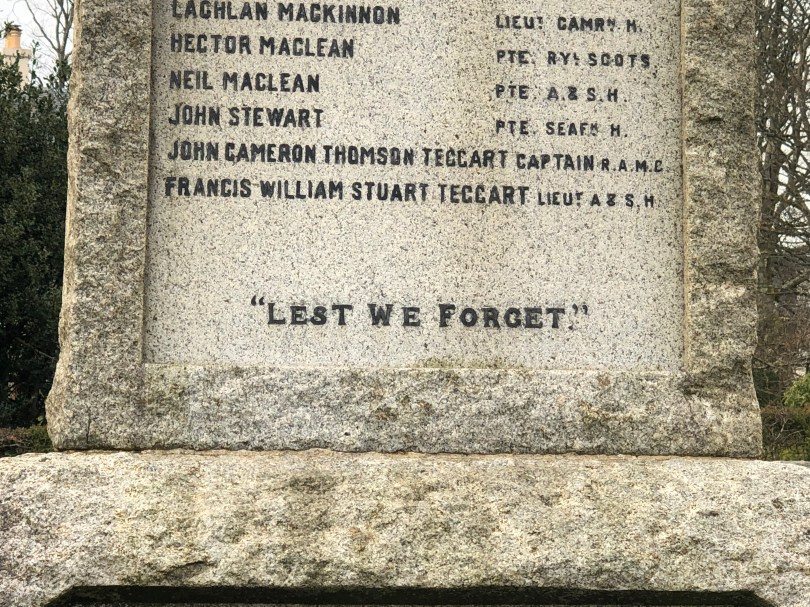 LACHLAN MACKINNON LIEUT CAMRN H.
HECTOR MACLEAN PTE. RYL SCOTS.
NEIL MACLEAN PTE. A & S. H.
JOHN STEWART PTE. SEAFH H.
JOHN CAMERON THOMSON TEGGART CAPTAIN R.A.M.C
FRANCIS WILLIAM STUART TEGGART LIEUT A & S. H.
"LEST WE FORGET."